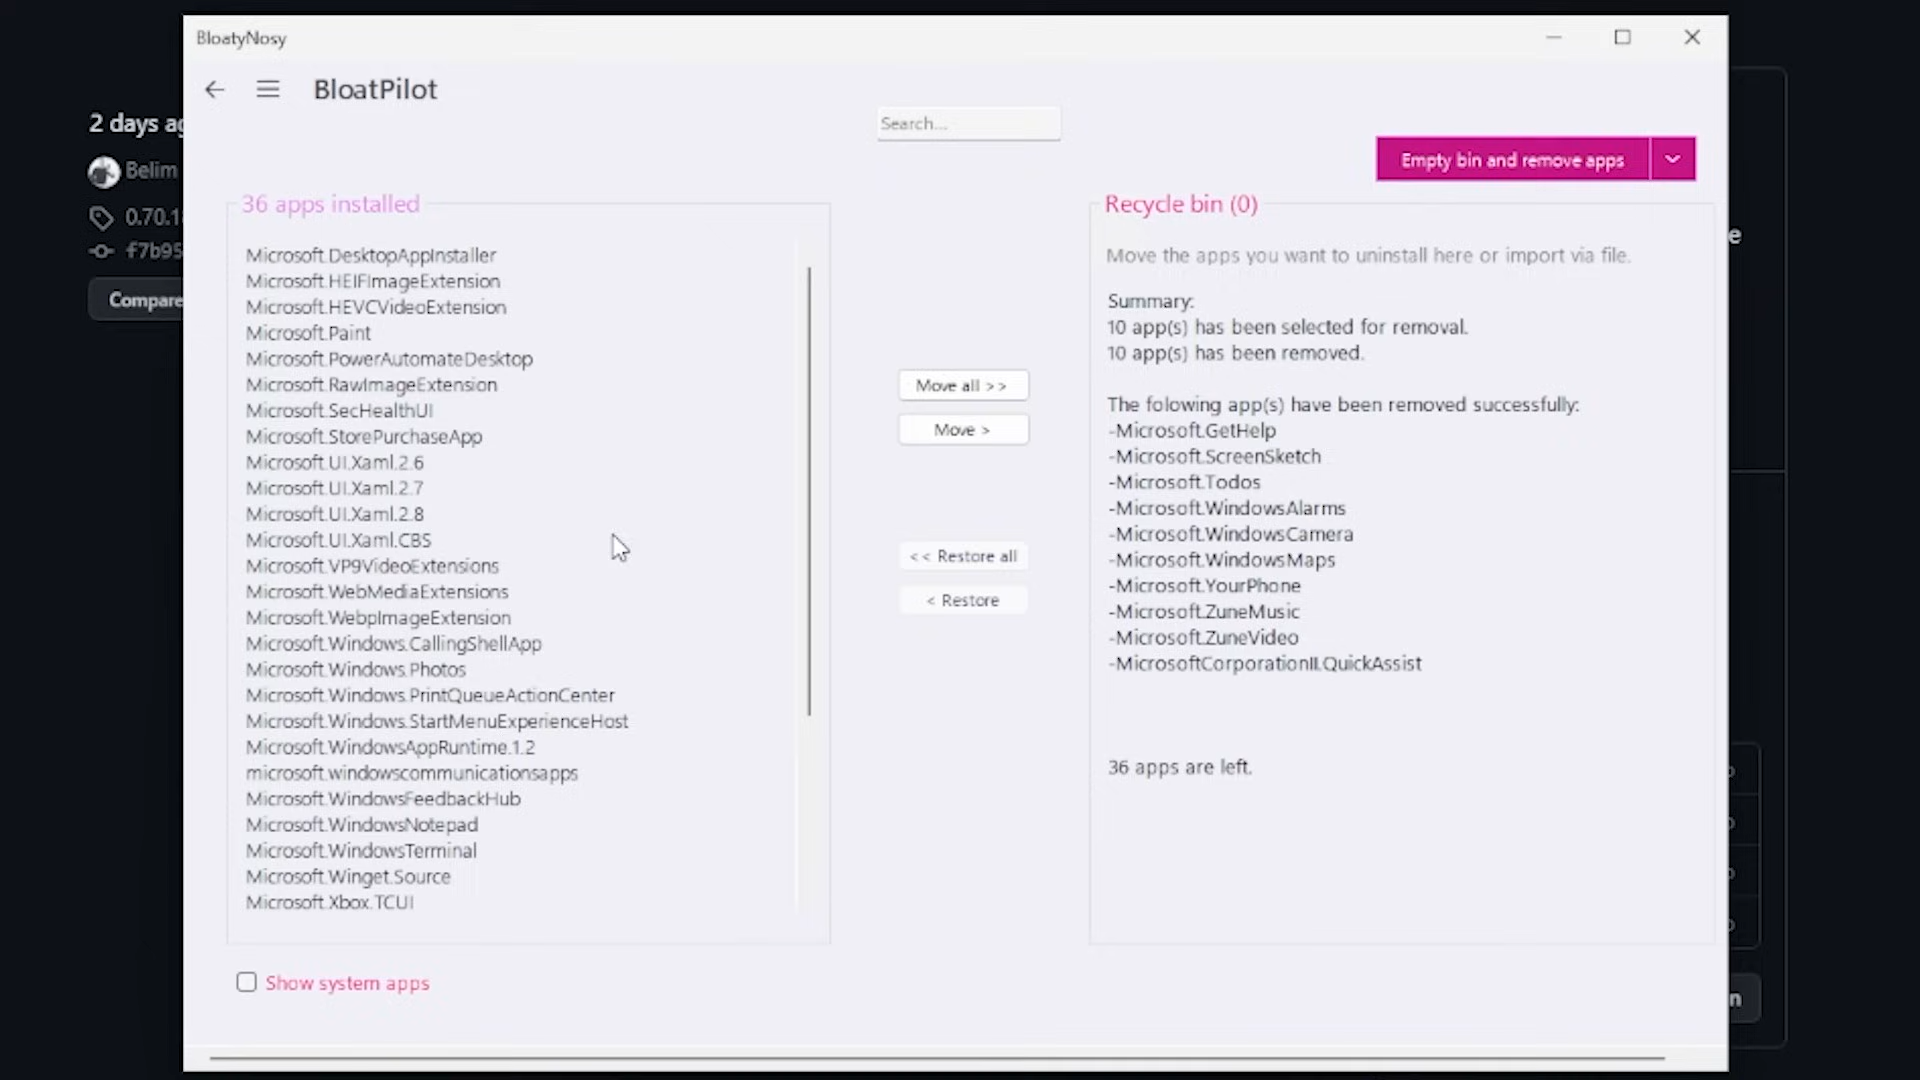 BloatyNosy
BloatPilot
Search...
Empty bin and remove apps
2 days
Belim
0.70.1
f7b95
Compare
36 apps installed
Microsoft.DesktopAppInstaller
Microsoft.HEIFImageExtension
Microsoft.HEVCVideoExtension
Microsoft.Paint
Microsoft.PowerAutomateDesktop
Microsoft.RawImageExtension
Microsoft.SecHealthUI
Microsoft.StorePurchaseApp
Microsoft.UI.Xaml.2.6
Microsoft.UI.Xaml.2.7
Microsoft.UI.Xaml.2.8
Microsoft.UI.Xaml.CBS
Microsoft.VP9VideoExtensions
Microsoft.WebMediaExtensions
Microsoft.WebpImageExtension
Microsoft.Windows.CallingShellApp
Microsoft.Windows.Photos
Microsoft.Windows.PrintQueueActionCenter
Microsoft.Windows.StartMenuExperienceHost
Microsoft.WindowsAppRuntime.1.2
microsoft.windowscommunicationsapps
Microsoft.WindowsFeedbackHub
Microsoft.WindowsNotepad
Microsoft.WindowsTerminal
Microsoft.Winget.Source
Microsoft.Xbox.TCUI
Show system apps
Move all >>
Move >
<< Restore all
< Restore
Recycle bin (0)
Move the apps you want to uninstall here or import via file.
Summary:
10 app(s) has been selected for removal.
10 app(s) has been removed.
The folowing app(s) have been removed successfully:
-Microsoft.GetHelp
-Microsoft.ScreenSketch
-Microsoft.Todos
-Microsoft.WindowsAlarms
-Microsoft.WindowsCamera
-Microsoft.WindowsMaps
-Microsoft.YourPhone
-Microsoft.ZuneMusic
-Microsoft.ZuneVideo
-MicrosoftCorporationII.QuickAssist
36 apps are left.